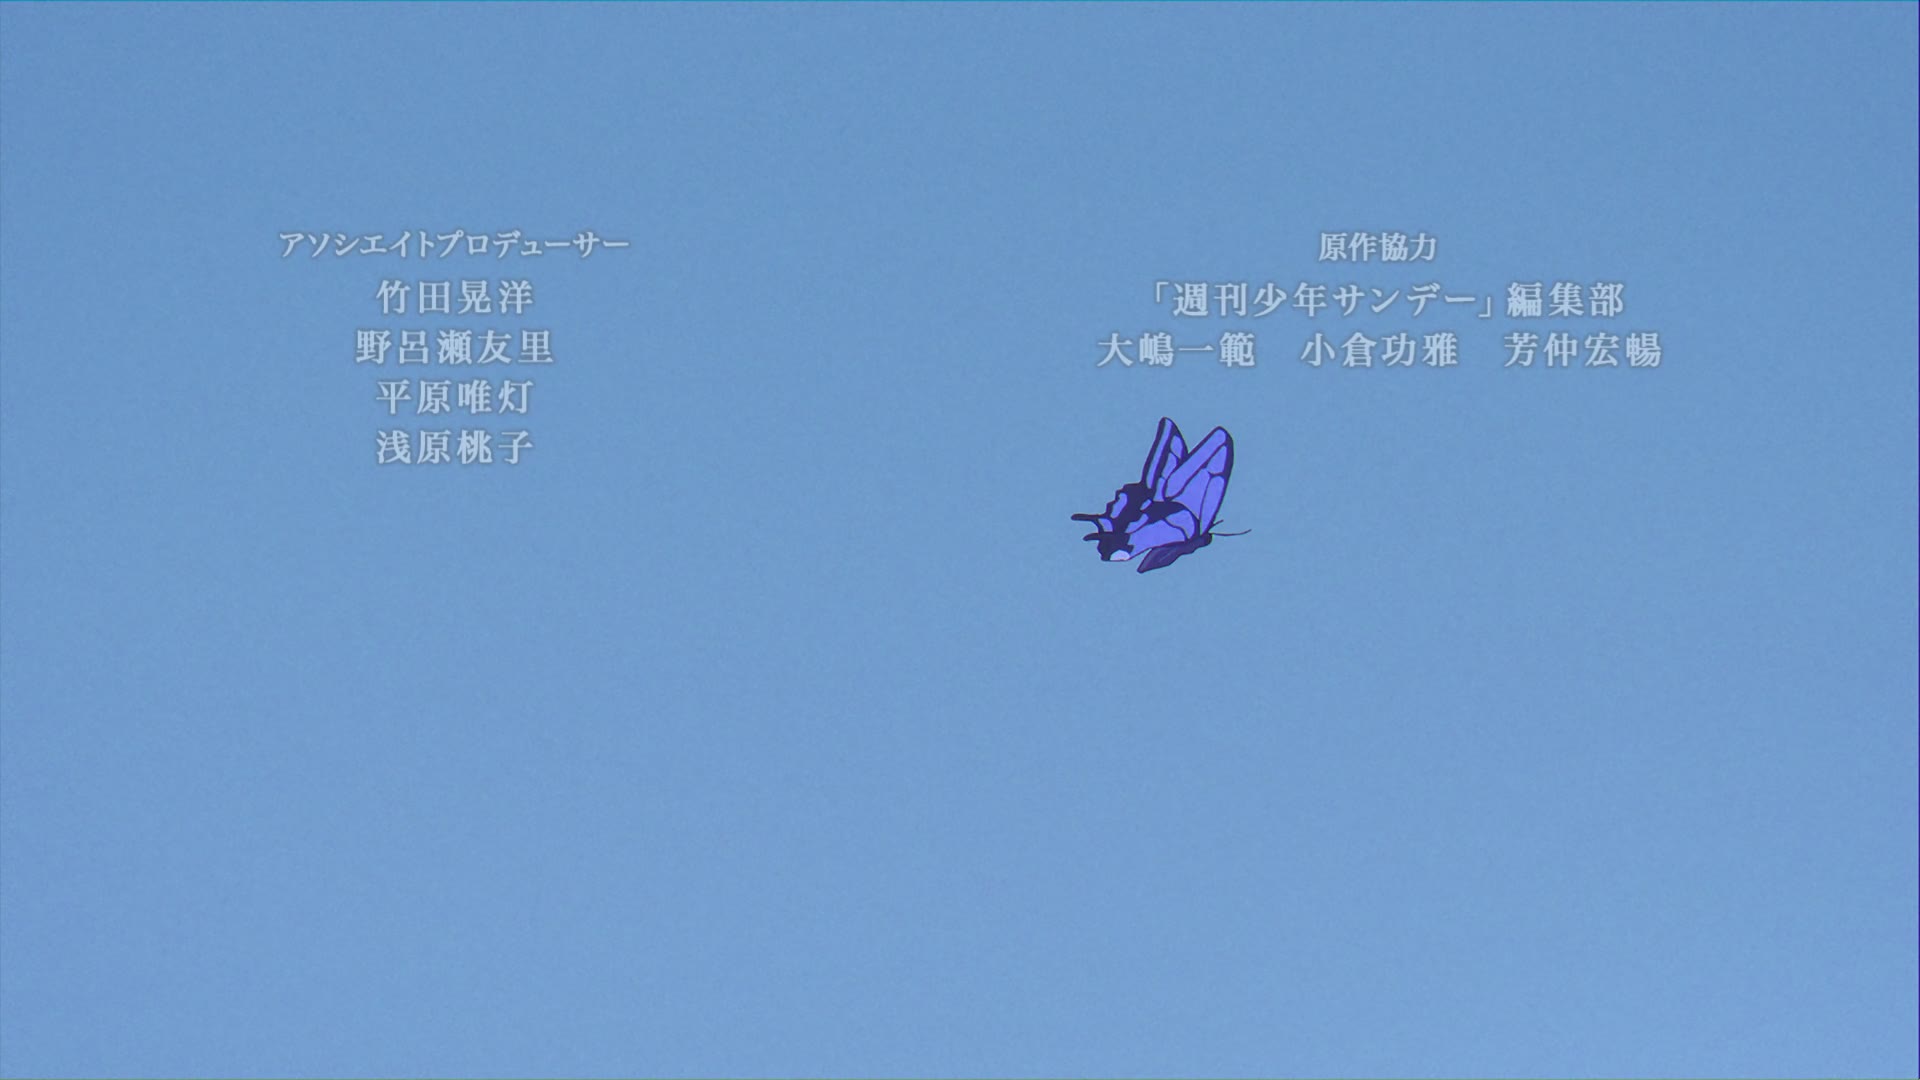 アソシエイトプロデューサー
竹田晃洋
野呂瀬友里
平原唯灯
浅原桃子
原作協力
「週刊少年サンデー」編集部
大嶋一範　小倉功雅　芳仲宏暢